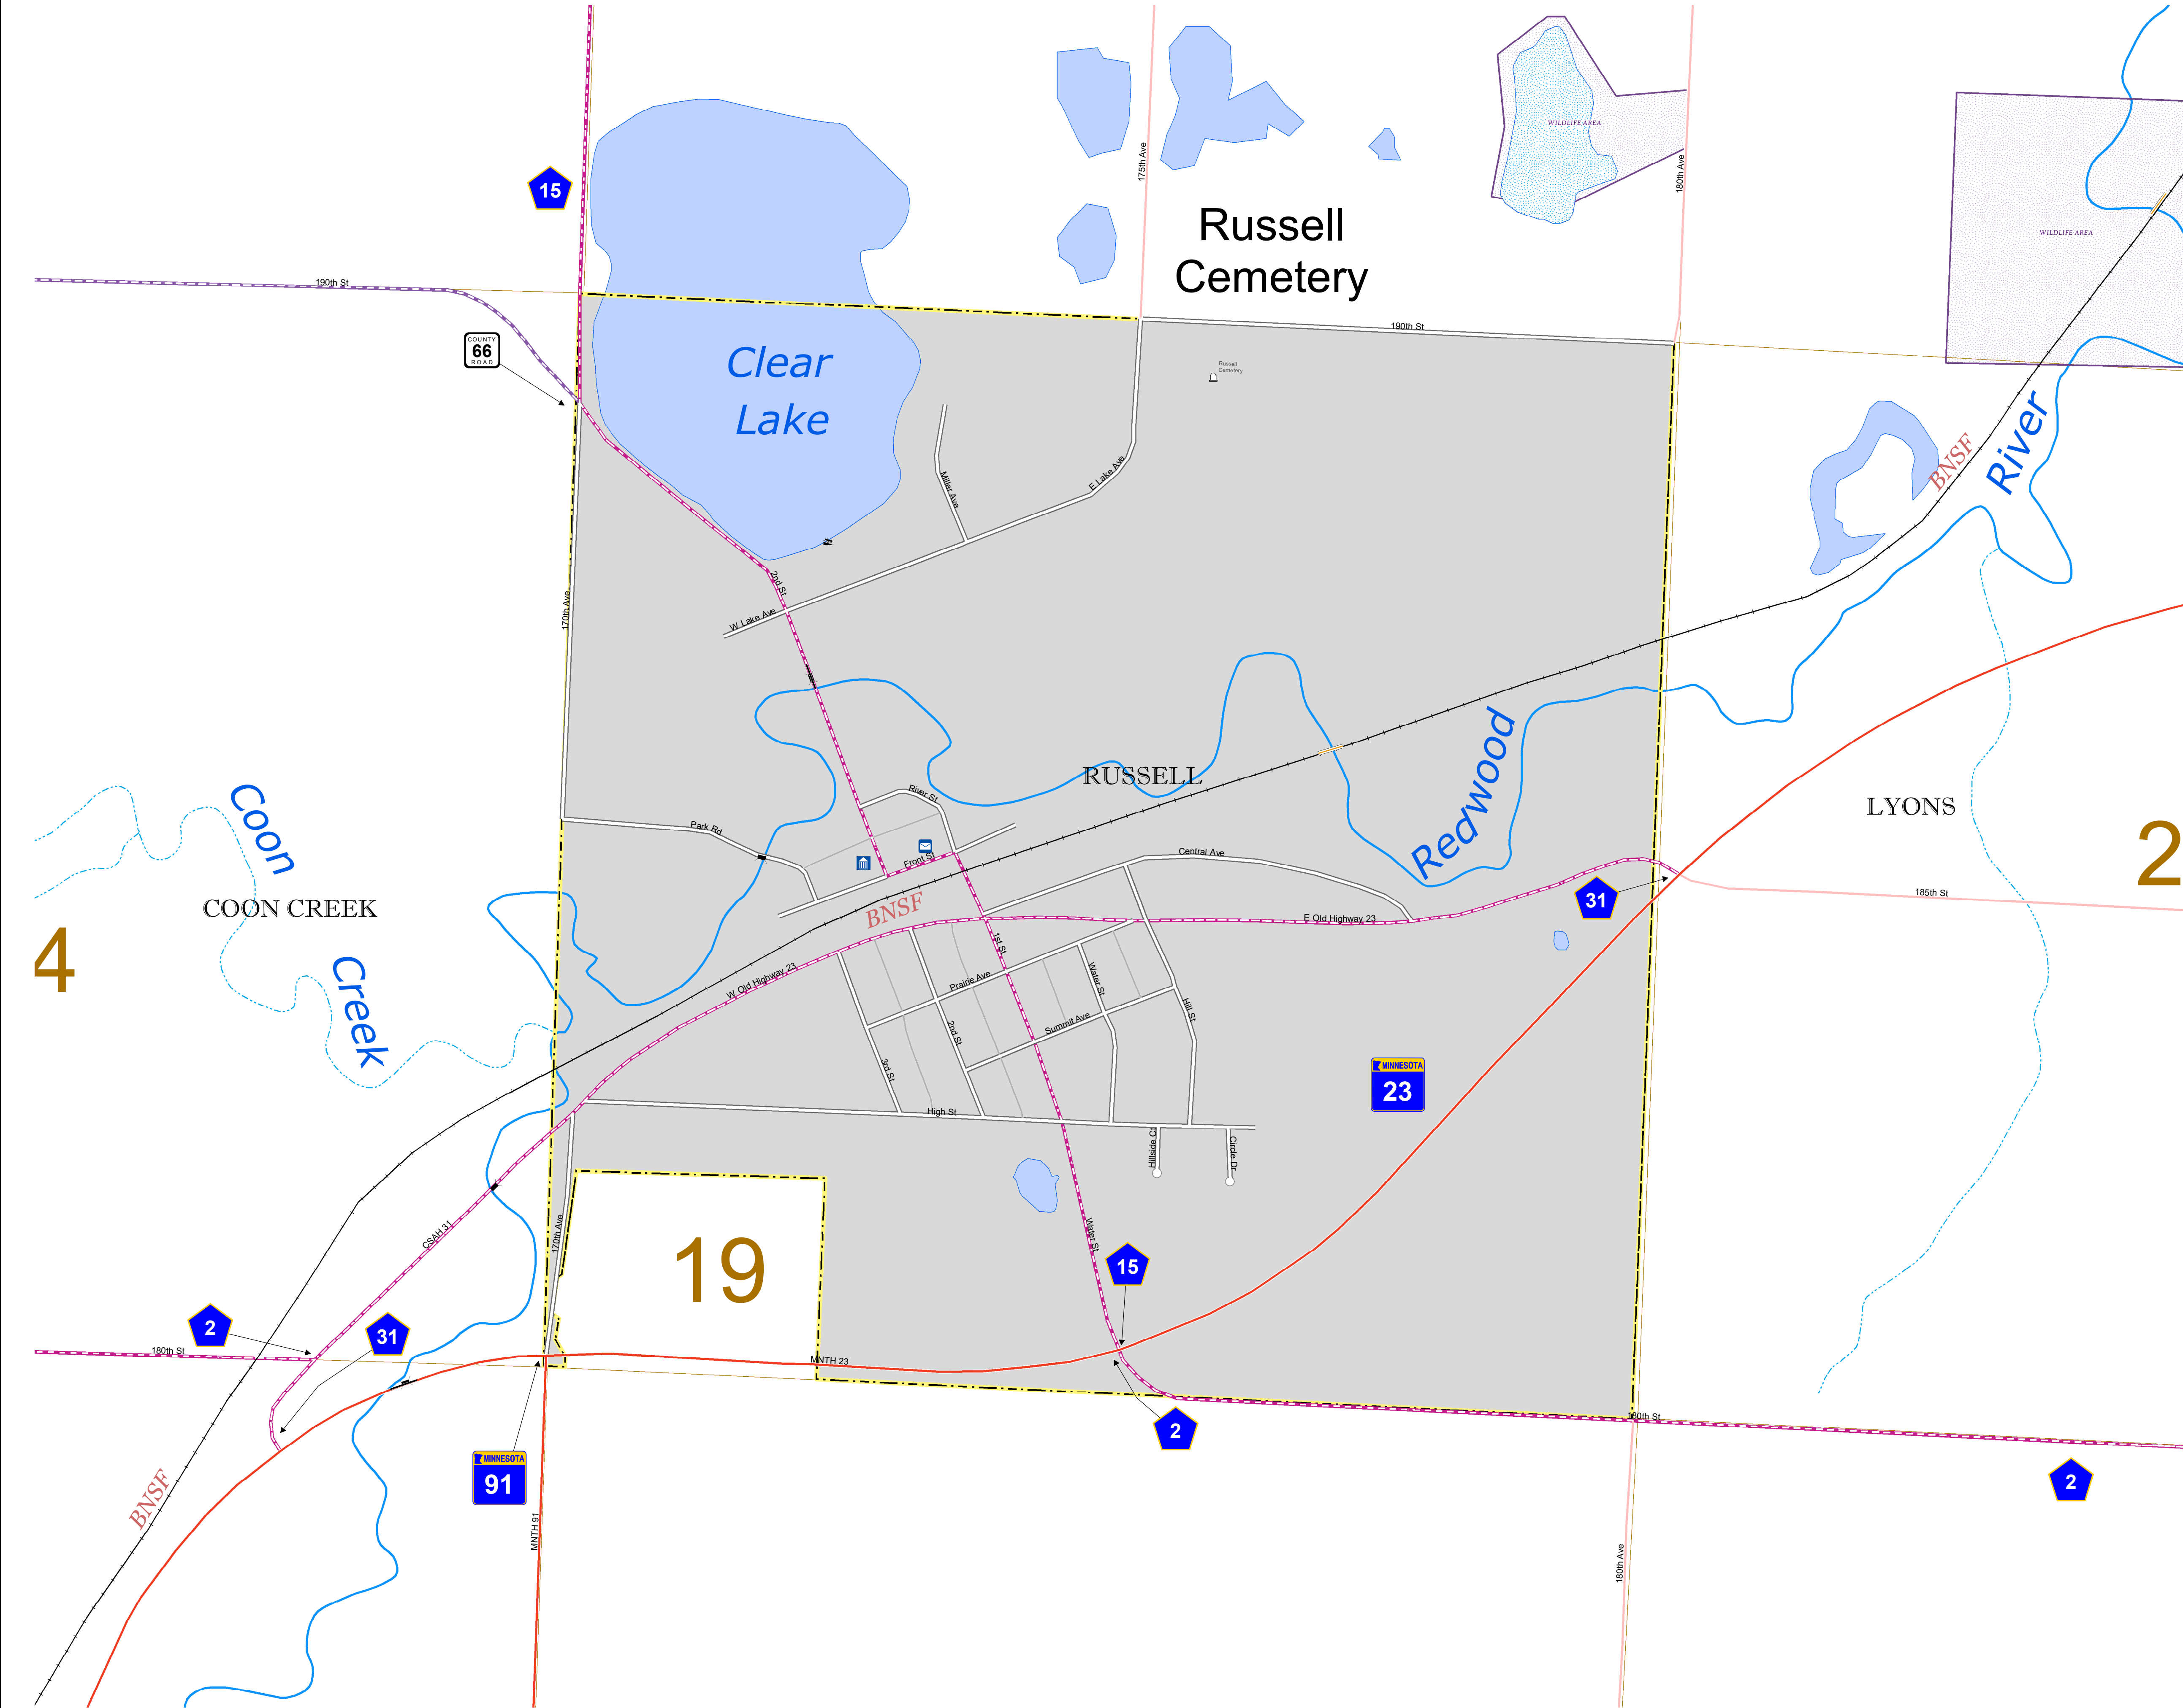 WILDLIFE AREA
175th Ave
180th Ave
15
Russell
Cemetery
WILDLIFE AREA
190th St
190th St
COUNTY
66
ROAD
Clear
Lake
Russell
Cemetery
River
BNSF
Miller Ave
E Lake Ave
2nd St
170th Ave
W Lake Ave
Redwood
RUSSELL
LYONS
Coon
River St
Park Rd
Front St
Central Ave
2
COON CREEK
BNSF
31
185th St
E Old Highway 23
4
1st St
W Old Highway 23
Prairie Ave
Water St
Creek
Summit Ave
Hill St
2nd St
3rd St
MINNESOTA
23
High St
Hillside Ct
Circle Dr
CSAH 31
170th Ave
19
Water St
15
2
31
180th St
MNTH 23
180th St
2
MINNESOTA
91
2
BNSF
MNTH 91
180th Ave